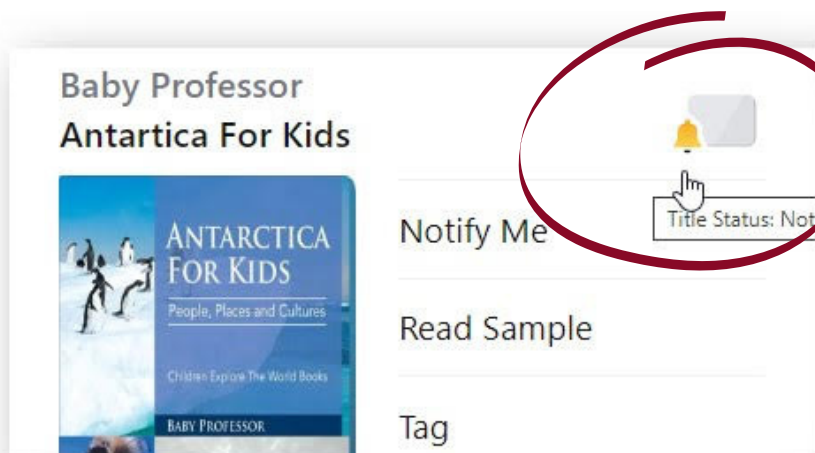 Baby Professor
Antartica For Kids
ANTARCTICA
FOR KIDS
People, Places and Cultures
Children Explore The World Books
BABY PROFESSOR
Title Status: Not
Notify Me
Read Sample
Tag